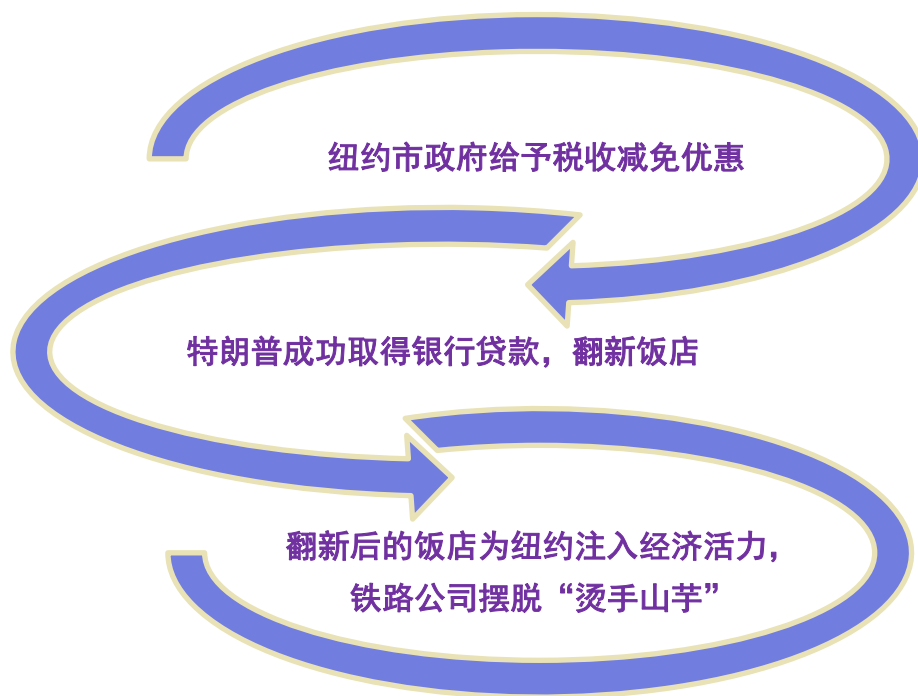 纽约市政府给予税收减免优惠
特朗普成功取得银行贷款，翻新饭店
翻新后的饭店为纽约注入经济活力，
铁路公司摆脱“烫手山芋”